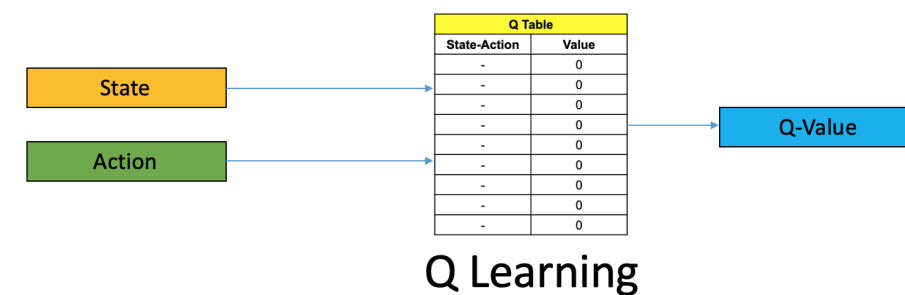 Q Table
State-Action Value
- 0
- 0
- 0
- 0
- 0
- 0
- 0
- 0
- 0
State
Action
Q-Value
Q Learning